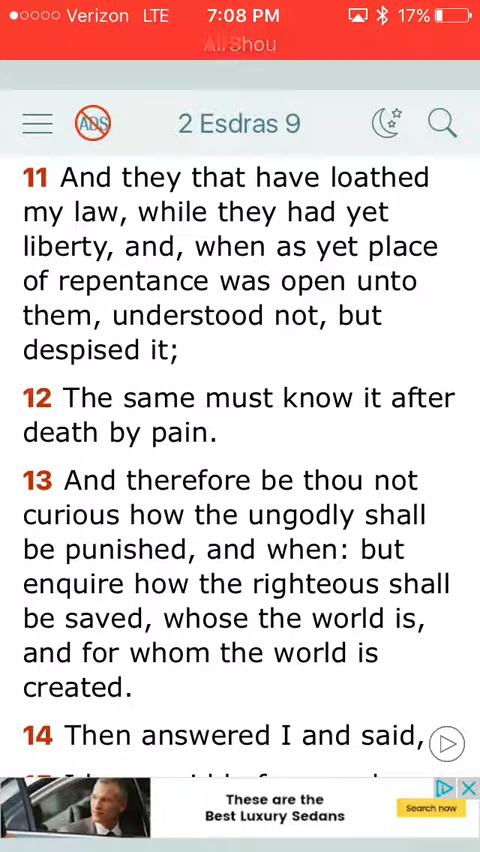 Verizon LTE 7:08 PM 17%
ADS 2 Esdras 9
11 And they that have loathed
my law, while they had yet
liberty, and, when as yet place
of repentance was open unto
them, understood not, but
despised it;
12 The same must know it after
death by pain.
13 And therefore be thou not
curious how the ungodly shall
be punished, and when: but
enquire how the righteous shall
be saved, whose the world is,
and for whom the world is
created.
14 Then answered I and said,
These are the
Best Luxury Sedans
Search now